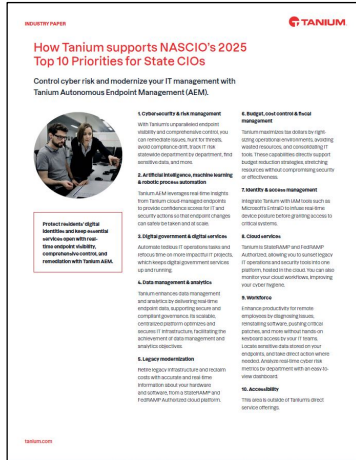 INDUSTRY PAPER
TANIUM.
How Tanium supports NASCIO's 2025
Top 10 Priorities for State CIOs
Control cyber risk and modernize your IT management with
Tanium Autonomous Endpoint Management (AEM).
Protect residents' digital
identities and keep essential
services open with real-
time endpoint visibility,
comprehensive control, and
remediation with Tanium AEM.
1. Cybersecurity & risk management
With Tanium's unparalleled endpoint
visibility and comprehensive control, you
can remediate issues, hunt for threats,
avoid compliance drift, track IT risk
statewide department by department, find
sensitive data, and more.
2. Artificial intelligence, machine learning
& robotic process automation
Tanium AEM leverages real-time insights
from Tanium cloud-managed endpoints
to provide confidence access for IT and
security actions so that endpoint changes
can safely be taken and at scale.
3. Digital government & digital services
Automate tedious IT operations tasks and
refocus time on more impactful IT projects,
which keeps digital government services
up and running.
4. Data management & analytics
Tanium enhances data management
and analytics by delivering real-time
endpoint data, supporting secure and
compliant governance. Its scalable,
centralized platform optimizes and
secures IT infrastructure, facilitating the
achievement of data management and
analytics objectives.
5. Legacy modernization
Retire legacy infrastructure and reclaim
costs with accurate and real-time
information about your hardware
and software, from a StateRAMP and
FedRAMP Authorized cloud platform.
6. Budget, cost control & fiscal
management
Tanium maximizes tax dollars by right-
sizing operational environments, avoiding
wasted resources, and consolidating IT
tools. These capabilities directly support
budget reduction strategies, stretching
resources without compromising security
or effectiveness.
7. Identity & access management
Integrate Tanium with IAM tools such as
Microsoft's EntraID to infuse real-time
device posture before granting access to
critical systems.
8. Cloud services
Tanium is StateRAMP and FedRAMP
Authorized, allowing you to sunset legacy
IT operations and security tools into one
platform, hosted in the cloud. You can also
monitor your cloud workflows, improving
your cyber hygiene.
9. Workforce
Enhance productivity for remote
employees by diagnosing issues,
reinstalling software, pushing critical
patches, and more without hands-on
keyboard access by your IT teams.
Locate sensitive data stored on your
endpoints, and take direct action where
needed. Analyze real-time cyber risk
metrics by department with an easy to
view dashboard.
10. Accessibility
This area is outside of Tanium's direct
service offerings.
tanium.com